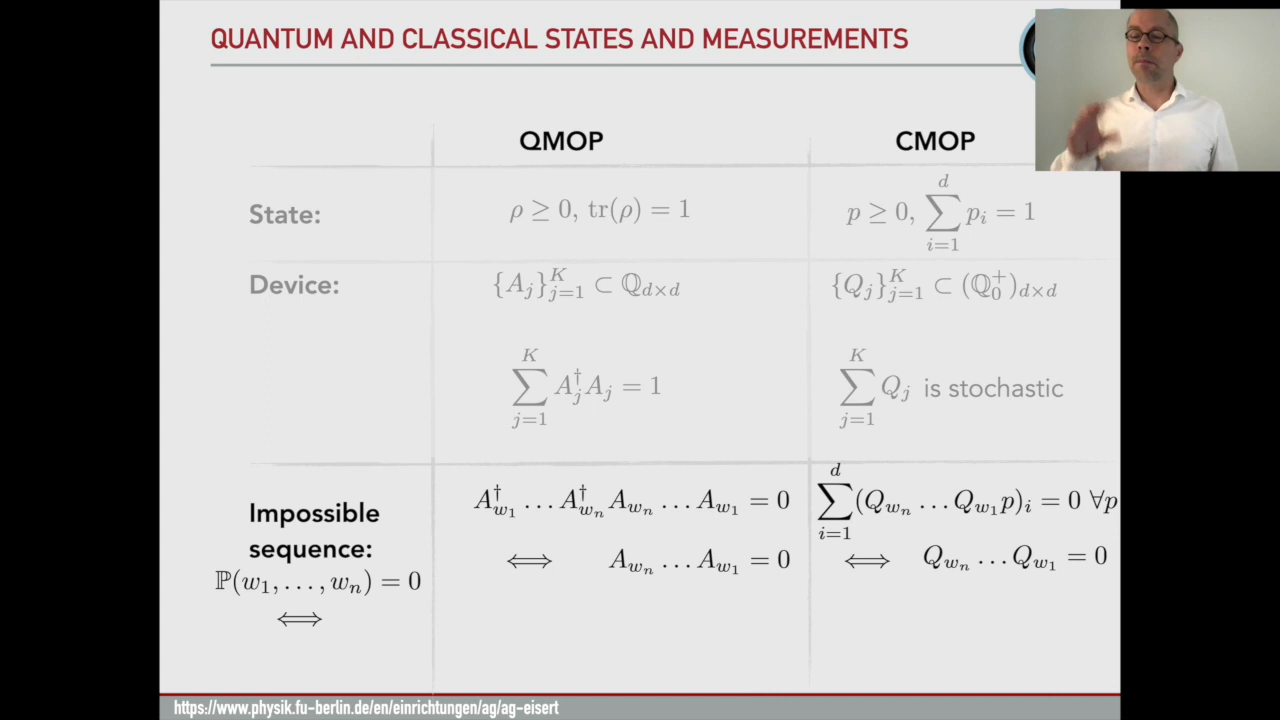 QUANTUM AND CLASSICAL STATES AND MEASUREMENTS
QMOP CMOP
State: ρ ≥ 0, tr(ρ) = 1 p ≥ 0, ∑_{i=1}^{d} p_i = 1
Device: {A_j}_{j=1}^{K} ⊂ ℚ_{d×d} {Q_j}_{j=1}^{K} ⊂ (ℚ_0^+)_{d×d}
∑_{j=1}^{K} A_j^† A_j = 1 ∑_{j=1}^{K} Q_j is stochastic
Impossible
sequence:
ℙ(w_1, …, w_n) = 0
⟺
A_{w_1}^† … A_{w_n}^† A_{w_n} … A_{w_1} = 0
⟺ A_{w_n} … A_{w_1} = 0
∑_{i=1}^{d} (Q_{w_n} … Q_{w_1} p)_i = 0 ∀p
⟺ Q_{w_n} … Q_{w_1} = 0
https://www.physik.fu-berlin.de/en/einrichtungen/ag/ag-eisert